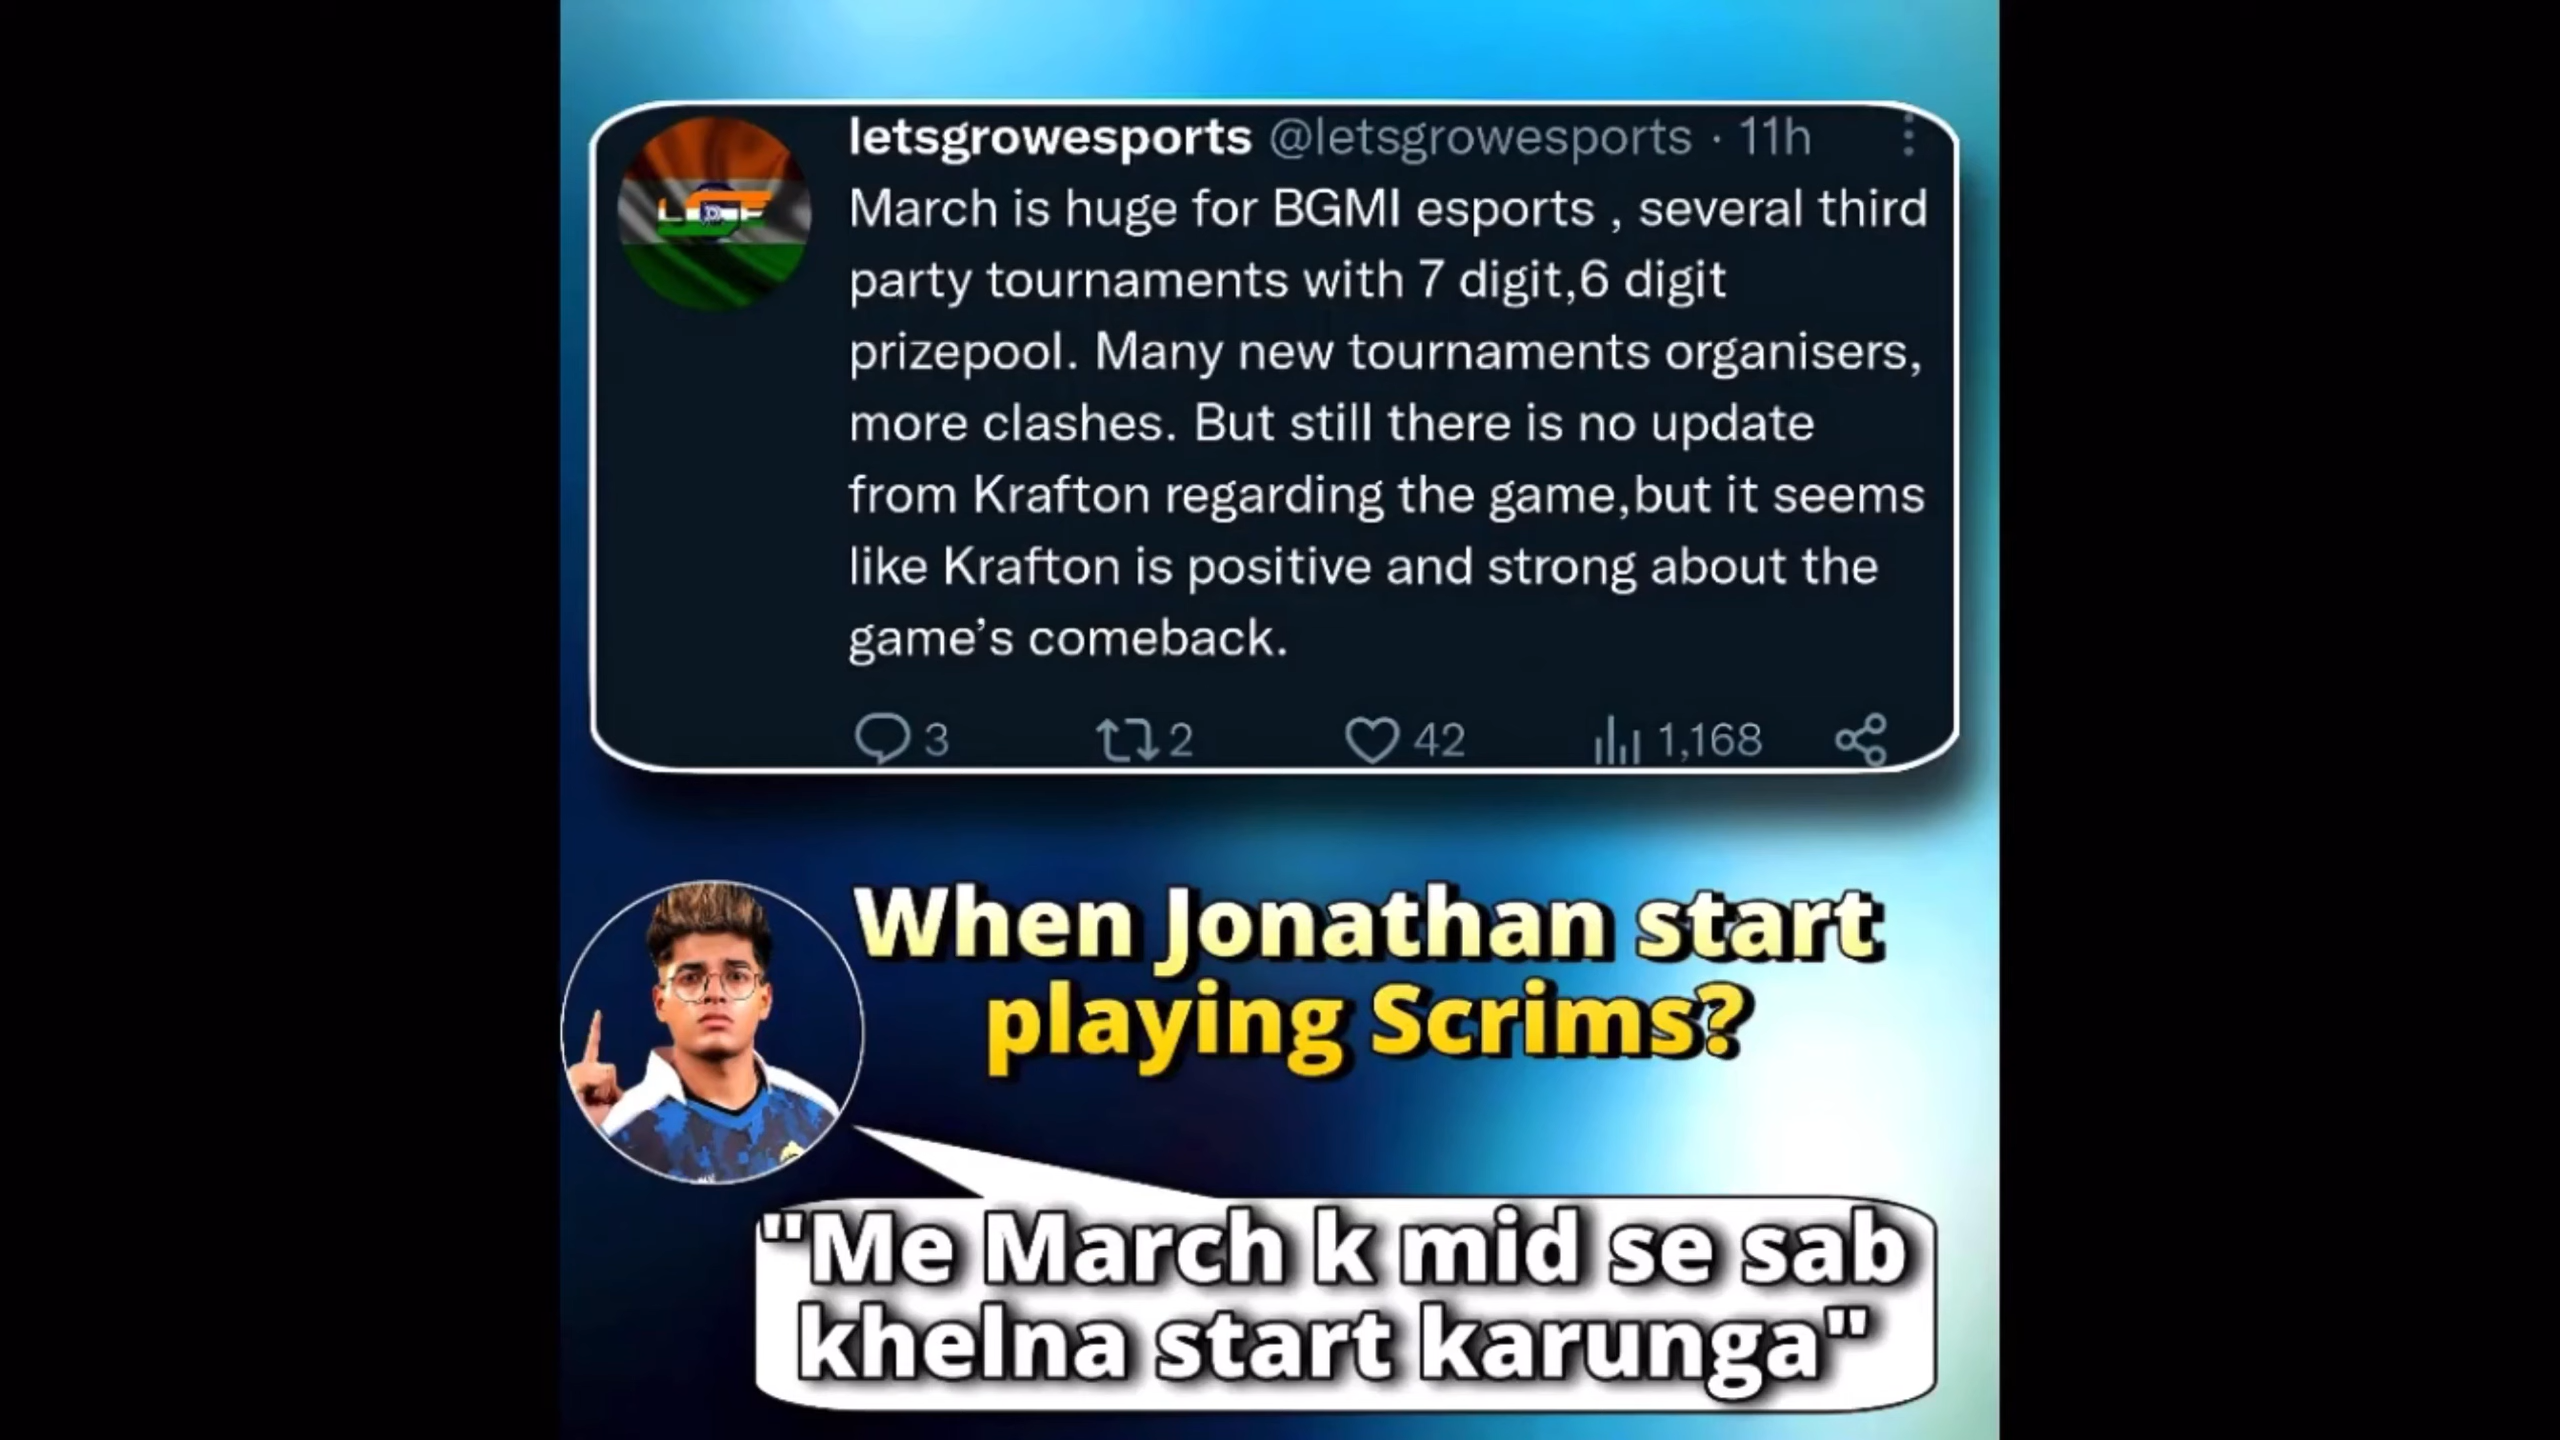 letsgrowesports @letsgrowesports · 11h
March is huge for BGMI esports , several third
party tournaments with 7 digit,6 digit
prizepool. Many new tournaments organisers,
more clashes. But still there is no update
from Krafton regarding the game,but it seems
like Krafton is positive and strong about the
game’s comeback.
3 2 42 1,168
When Jonathan start
playing Scrims?
"Me March k mid se sab
khelna start karunga"